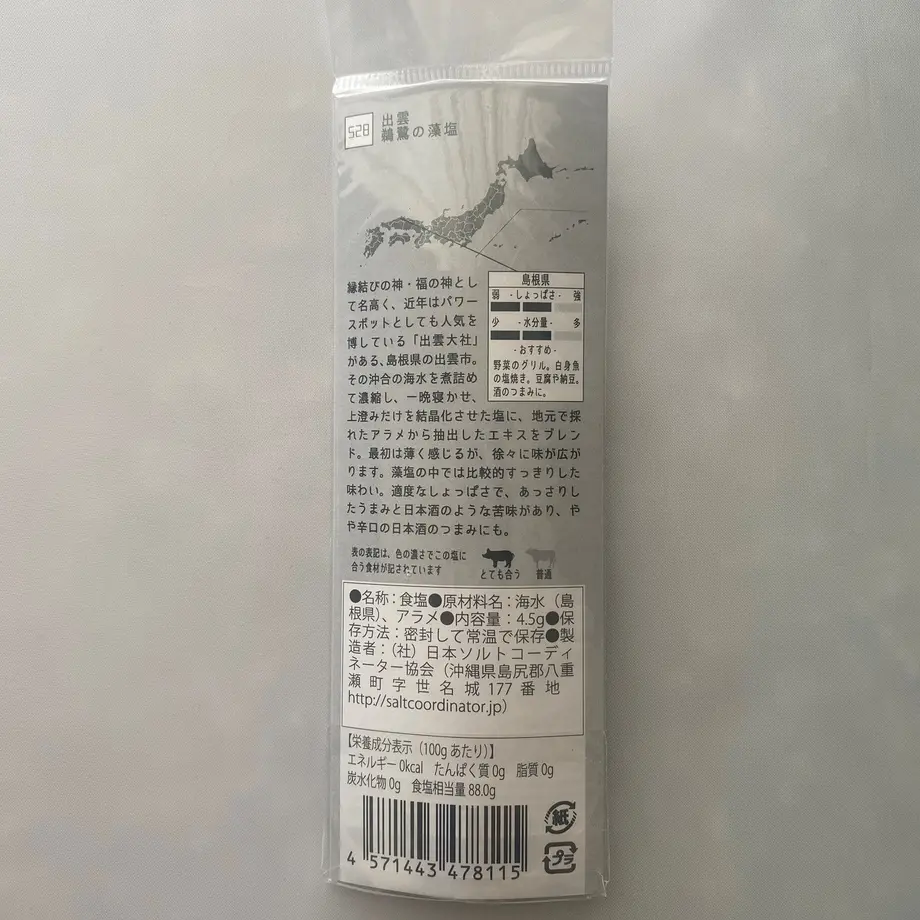 528
出雲
鵜鷺の藻塩
縁結びの神・福の神とし
て名高く、近年はパワー
スポットとしても人気を
博している「出雲大社」
がある、島根県の出雲市。
その沖合の海水を煮詰め
て濃縮し、一晩寝かせ、
上澄みだけを結晶化させた塩に、地元で採
れたアラメから抽出したエキスをブレン
ド。最初は薄く感じるが、徐々に味が広が
ります。藻塩の中では比較的すっきりした
味わい。適度なしょっぱさで、あっさりし
たうまみと日本酒のような苦味があり、や
や辛口の日本酒のつまみにも。
島根県
弱 -しょっぱさ- 強
少 -水分量- 多
-おすすめ-
野菜のグリル。白身魚
の塩焼き。豆腐や納豆。
酒のつまみに。
表の表記は、色の濃さでこの塩に
合う食材が記されています
とても合う 普通
●名称：食塩●原材料名：海水（島
根県）、アラメ●内容量：4.5g●保
存方法：密封して常温で保存●製
造者：（社）日本ソルトコーディ
ネーター協会（沖縄県島尻郡八重
瀬町字世名城177番地
http://saltcoordinator.jp）
【栄養成分表示（100gあたり）】
エネルギー0kcal たんぱく質0g 脂質0g
炭水化物0g 食塩相当量88.0g
4 571443 478115
紙
プラ